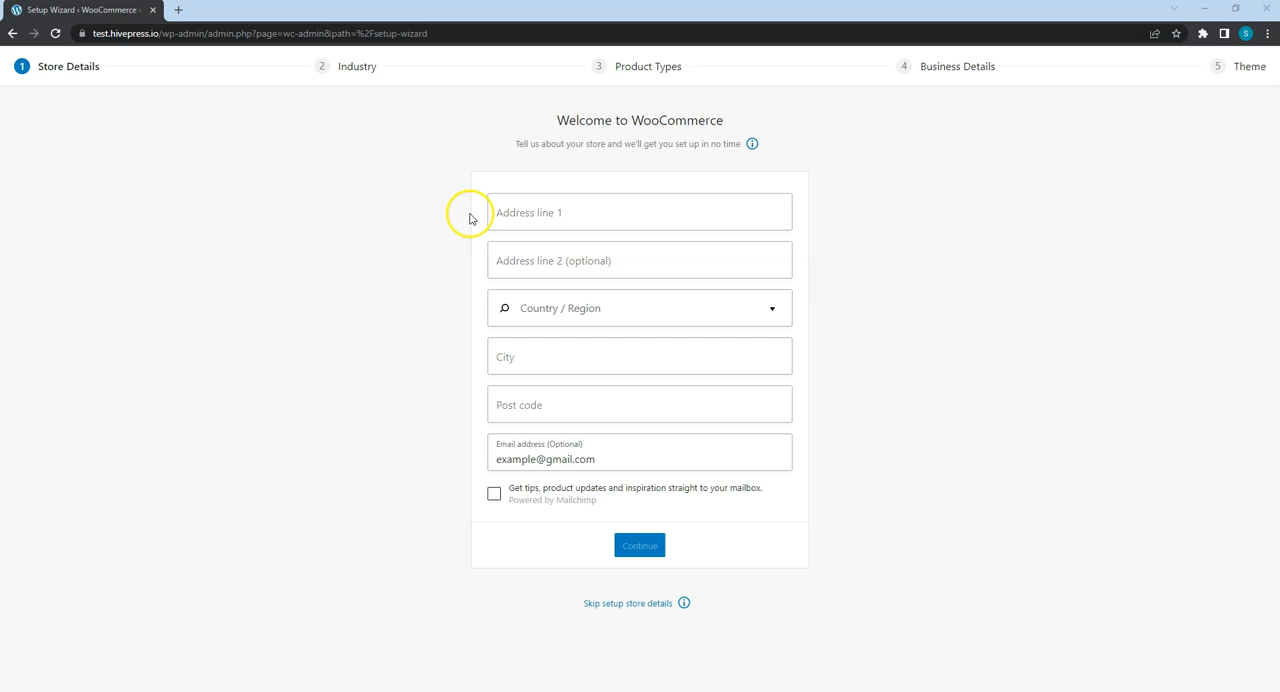 Setup Wizard ‹ WooCommerce
test.hivepress.io/wp-admin/admin.php?page=wc-admin&path=%2Fsetup-wizard
S
1 Store Details 2 Industry 3 Product Types 4 Business Details 5 Theme
Welcome to WooCommerce
Tell us about your store and we'll get you set up in no time
Address line 1
Address line 2 (optional)
Country / Region
City
Post code
Email address (Optional)
example@gmail.com
Get tips, product updates and inspiration straight to your mailbox.
Powered by Mailchimp
Continue
Skip setup store details